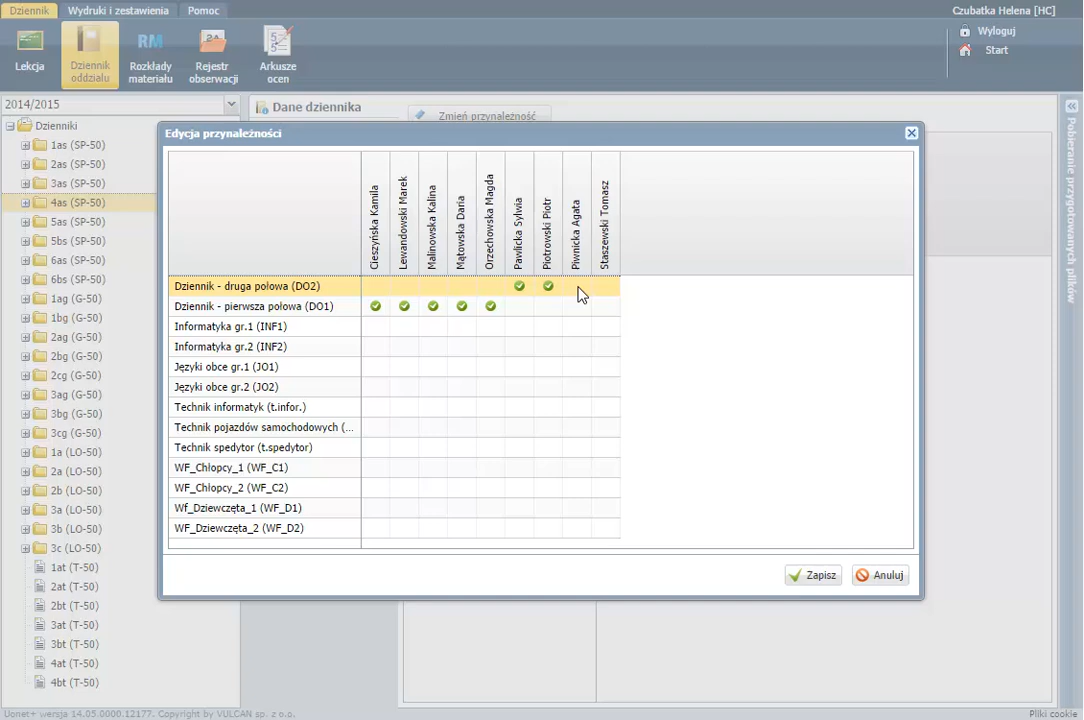 Dziennik
Wydruki i zestawienia
Pomoc
Czubatka Helena [HC]
Lekcja
Dziennik oddziału
Rozkłady materiału
Rejestr obserwacji
Arkusze ocen
Wyloguj
Start
2014/2015
Dzienniki
1as (SP-50)
2as (SP-50)
3as (SP-50)
4as (SP-50)
5as (SP-50)
5bs (SP-50)
6as (SP-50)
6bs (SP-50)
1ag (G-50)
1bg (G-50)
2ag (G-50)
2bg (G-50)
2cg (G-50)
3ag (G-50)
3bg (G-50)
3cg (G-50)
1a (LO-50)
2a (LO-50)
2b (LO-50)
3a (LO-50)
3b (LO-50)
3c (LO-50)
1at (T-50)
2at (T-50)
2bt (T-50)
3at (T-50)
3bt (T-50)
4at (T-50)
4bt (T-50)
Dane dziennika
Zmień przynależność
Edycja przynależności
Cieszyńska Kamila
Lewandowski Marek
Malinowska Kalina
Mątowska Daria
Orzechowska Magda
Pawlicka Sylwia
Piotrowski Piotr
Piwnicka Agata
Staszewski Tomasz
Dziennik - druga połowa (DO2)
Dziennik - pierwsza połowa (DO1)
Informatyka gr.1 (INF1)
Informatyka gr.2 (INF2)
Języki obce gr.1 (JO1)
Języki obce gr.2 (JO2)
Technik informatyk (t.infor.)
Technik pojazdów samochodowych (...
Technik spedytor (t.spedytor)
WF_Chłopcy_1 (WF_C1)
WF_Chłopcy_2 (WF_C2)
Wf_Dziewczęta_1 (WF_D1)
WF_Dziewczęta_2 (WF_D2)
Zapisz
Anuluj
Pobieranie przygotowanych plików
Uonet+ wersja 14.05.0000.12177. Copyright by VULCAN sp. z o.o.
Pliki cookie